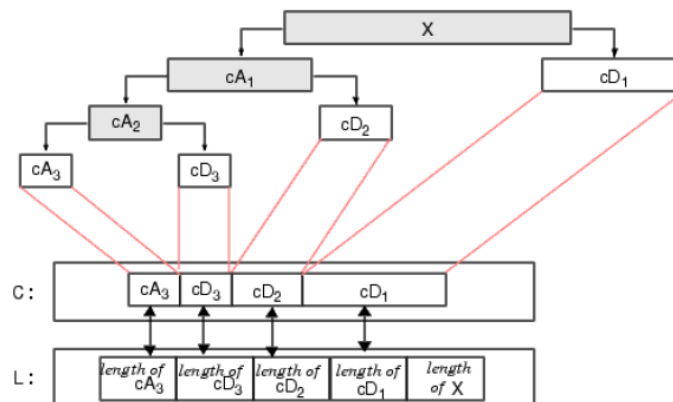 X
cA₁
cD₁
cA₂
cD₂
cA₃
cD₃
C: cA₃ cD₃ cD₂ cD₁
L: length of cA₃ length of cD₃ length of cD₂ length of cD₁ length of X